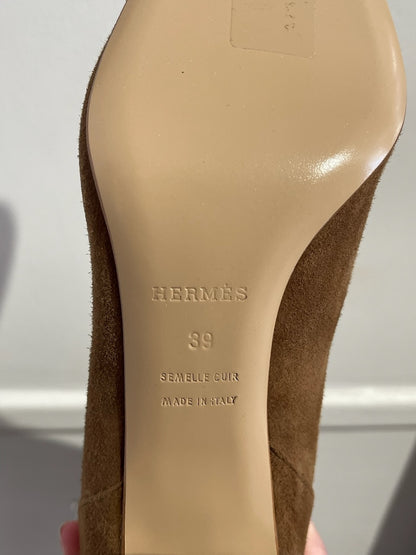 HERMÈS
39
SEMELLE CUIR
MADE IN ITALY